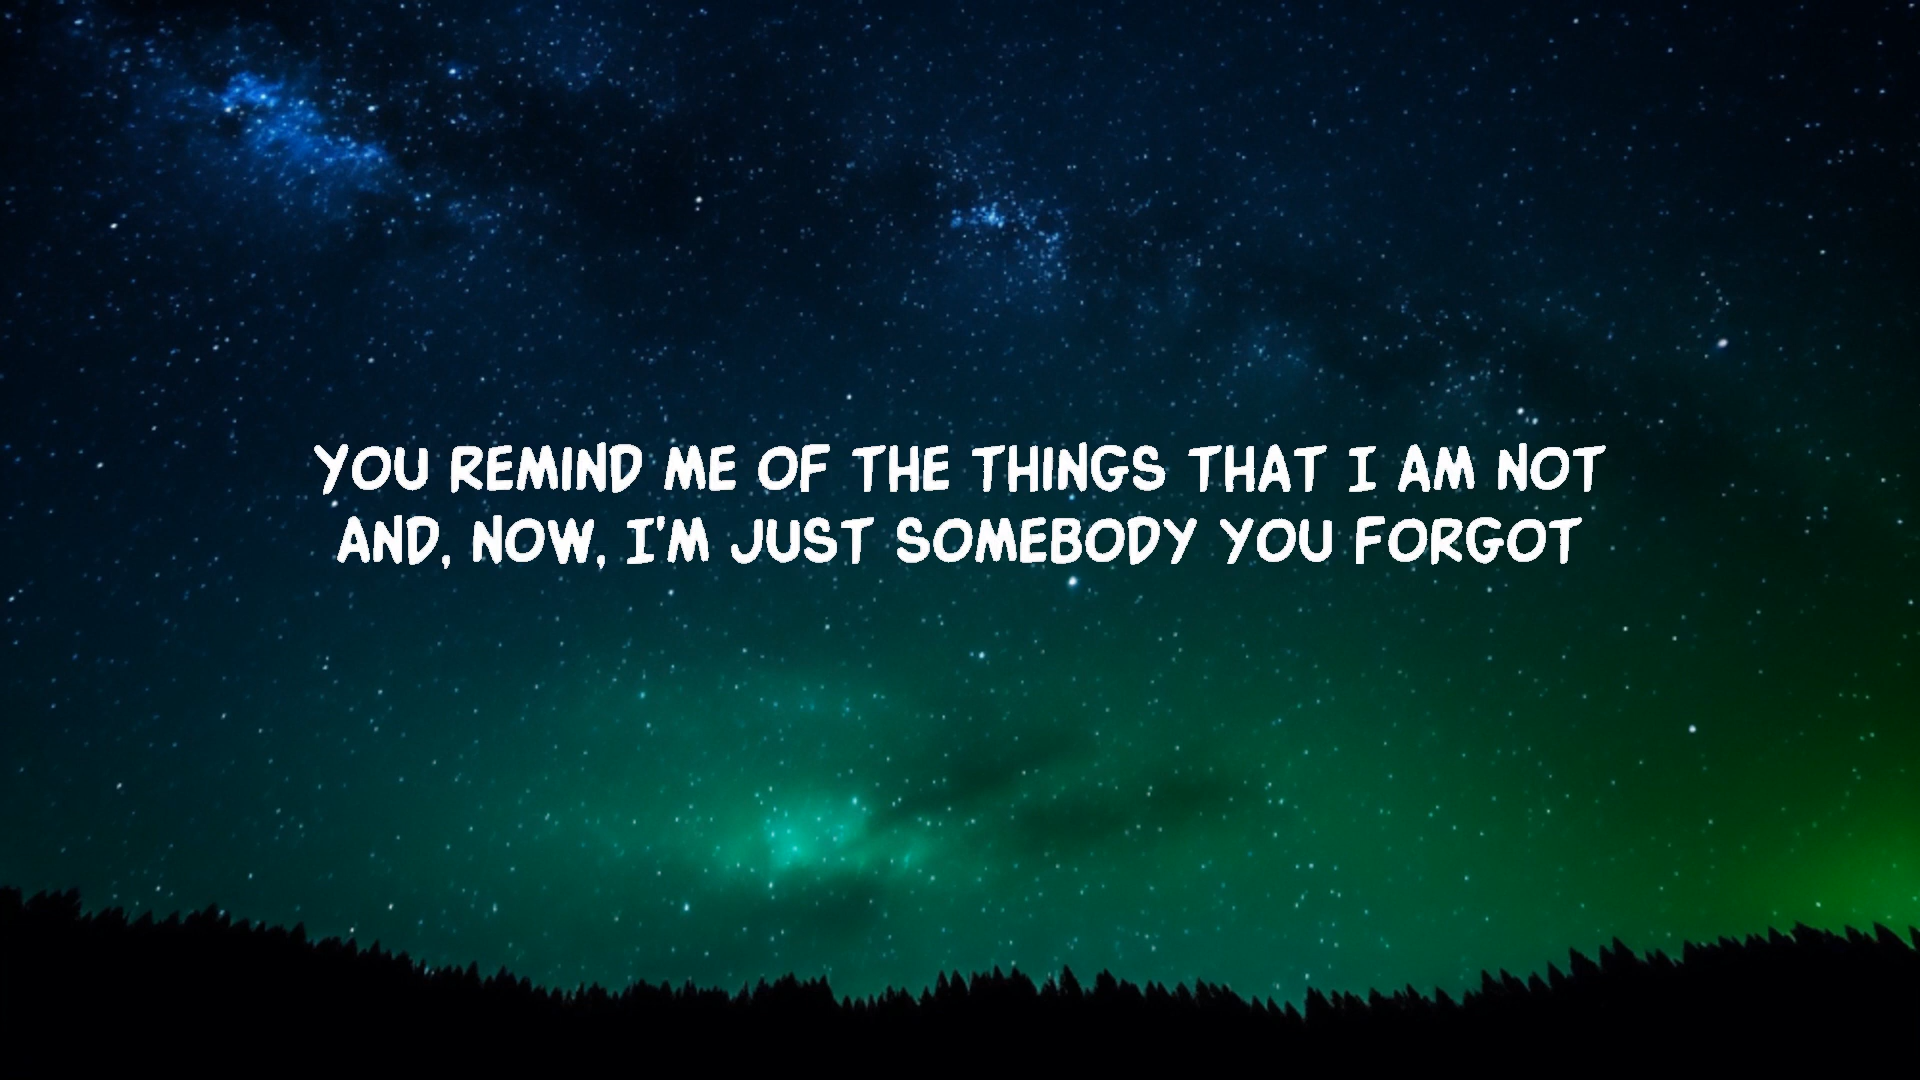 YOU REMIND ME OF THE THINGS THAT I AM NOT
AND, NOW, I'M JUST SOMEBODY YOU FORGOT